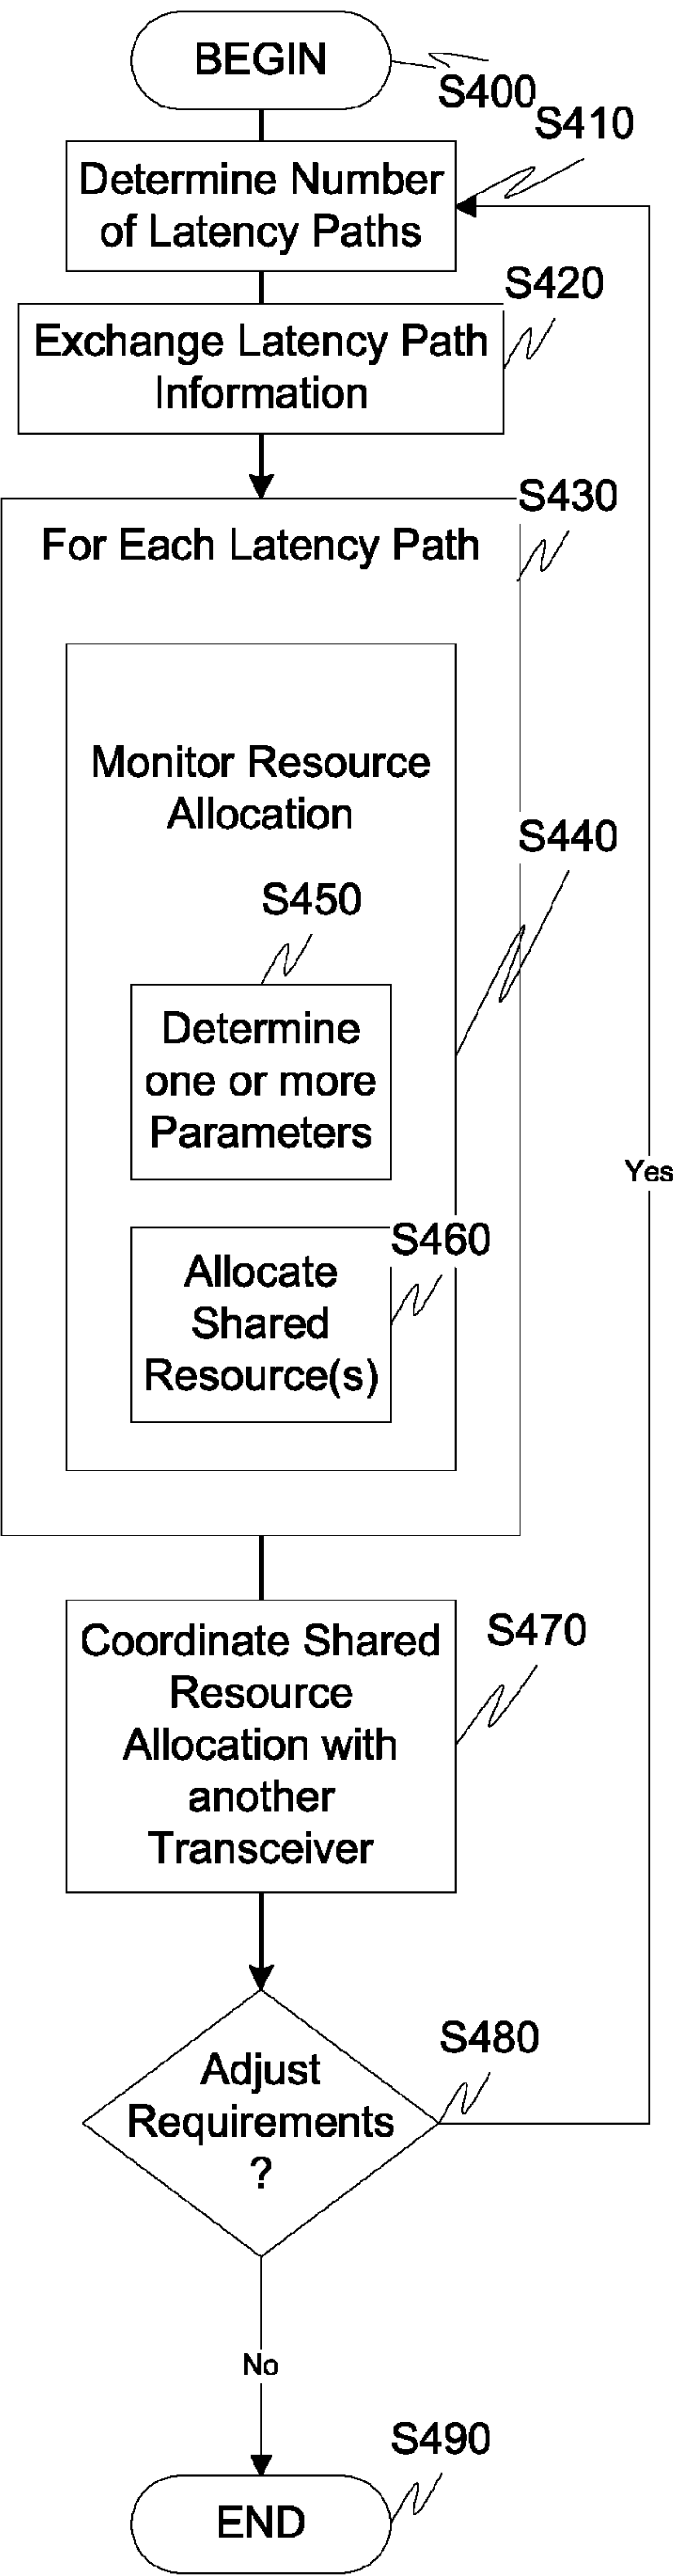 BEGIN
S400
S410
Determine Number
of Latency Paths
S420
Exchange Latency Path
Information
S430
For Each Latency Path
Monitor Resource
Allocation
S440
S450
Determine
one or more
Parameters
Yes
S460
Allocate
Shared
Resource(s)
S470
Coordinate Shared
Resource
Allocation with
another
Transceiver
S480
Adjust
Requirements
?
No
S490
END